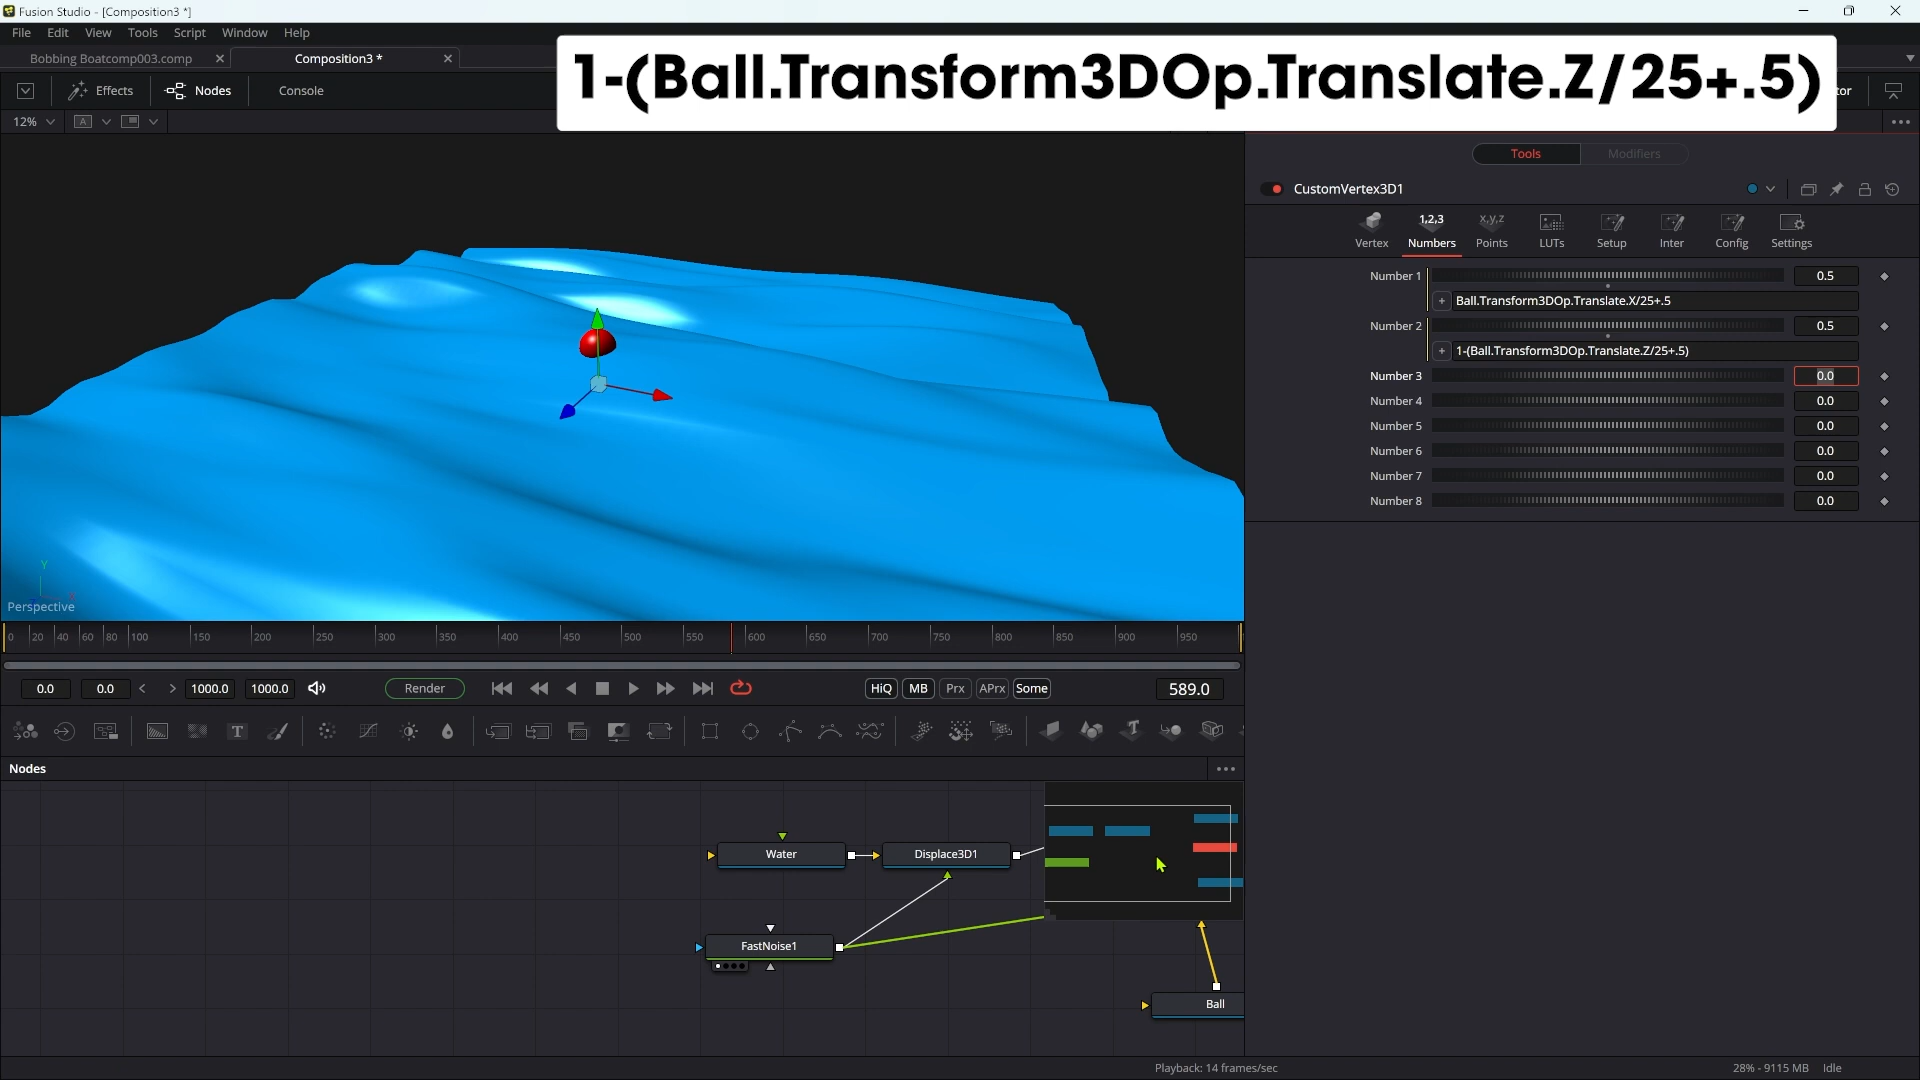 Fusion Studio - [Composition3 *]
File Edit View Tools Script Window Help
Bobbing Boatcomp003.comp
Composition3 *
1-(Ball.Transform3DOp.Translate.Z/25+.5)
Effects Nodes Console
tor
12% A
Tools Modifiers
CustomVertex3D1
1,2,3 x,y,z
Vertex Numbers Points LUTs Setup Inter Config Settings
Number 1 0.5
Ball.Transform3DOp.Translate.X/25+.5
Number 2 0.5
1-(Ball.Transform3DOp.Translate.Z/25+.5)
Number 3 0.0
Number 4 0.0
Number 5 0.0
Number 6 0.0
Number 7 0.0
Number 8 0.0
Y
Perspective
0 20 40 60 80 100 150 200 250 300 350 400 450 500 550 600 650 700 750 800 850 900 950
0.0 0.0 1000.0 1000.0 Render HiQ MB Prx APrx Some 589.0
T T
Nodes
Water Displace3D1
FastNoise1
Ball
Playback: 14 frames/sec 28% - 9115 MB Idle